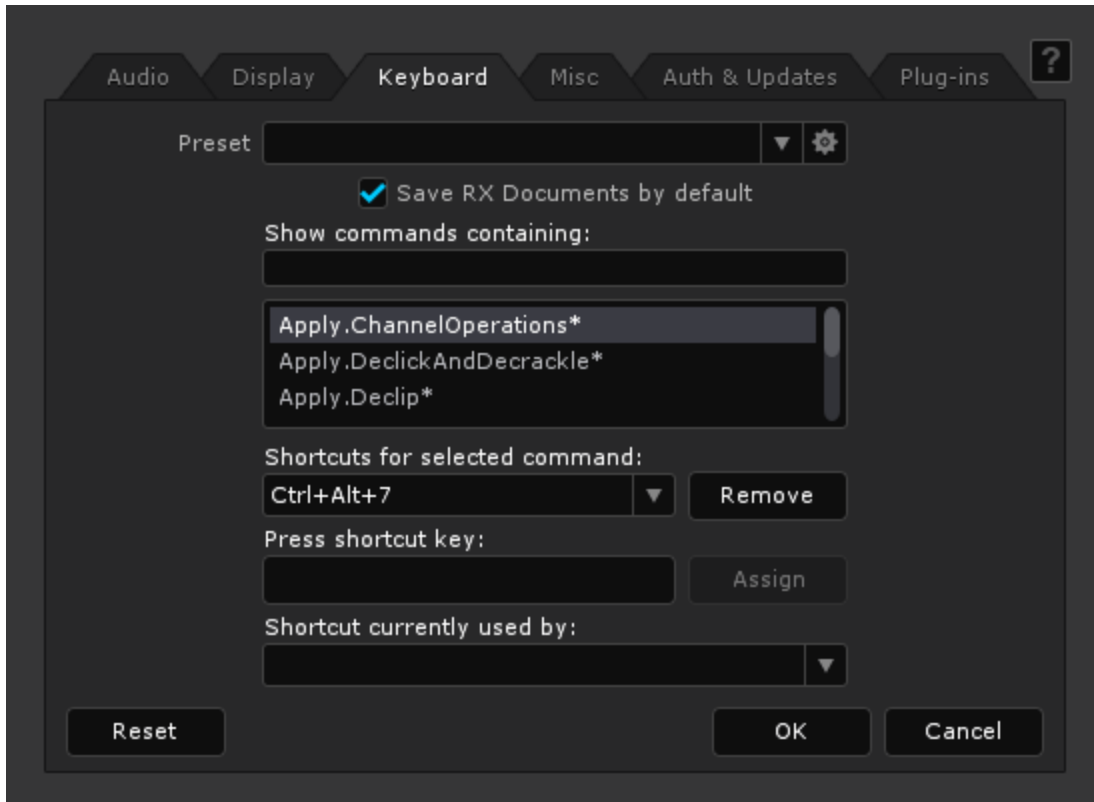 Audio Display Keyboard Misc Auth & Updates Plug-ins ?
Preset
Save RX Documents by default
Show commands containing:
Apply.ChannelOperations*
Apply.DeclickAndDecrackle*
Apply.Declip*
Shortcuts for selected command:
Ctrl+Alt+7 Remove
Press shortcut key:
Assign
Shortcut currently used by:
Reset OK Cancel